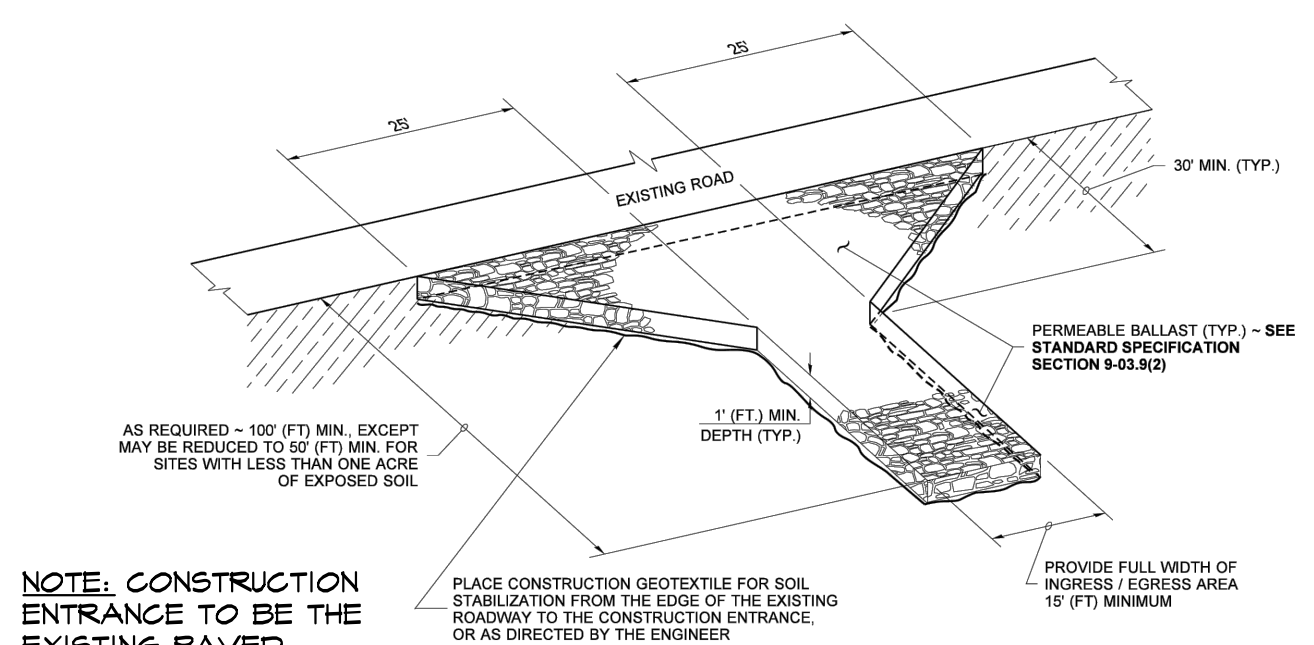 25'
25'
EXISTING ROAD
30' MIN. (TYP.)
PERMEABLE BALLAST (TYP.) ~ SEE
STANDARD SPECIFICATION
SECTION 9-03.9(2)
1' (FT.) MIN.
DEPTH (TYP.)
AS REQUIRED ~ 100' (FT) MIN., EXCEPT
MAY BE REDUCED TO 50' (FT) MIN. FOR
SITES WITH LESS THAN ONE ACRE
OF EXPOSED SOIL
PROVIDE FULL WIDTH OF
INGRESS / EGRESS AREA
15' (FT) MINIMUM
PLACE CONSTRUCTION GEOTEXTILE FOR SOIL
STABILIZATION FROM THE EDGE OF THE EXISTING
ROADWAY TO THE CONSTRUCTION ENTRANCE,
OR AS DIRECTED BY THE ENGINEER
NOTE: CONSTRUCTION
ENTRANCE TO BE THE
EXISTING PAVED